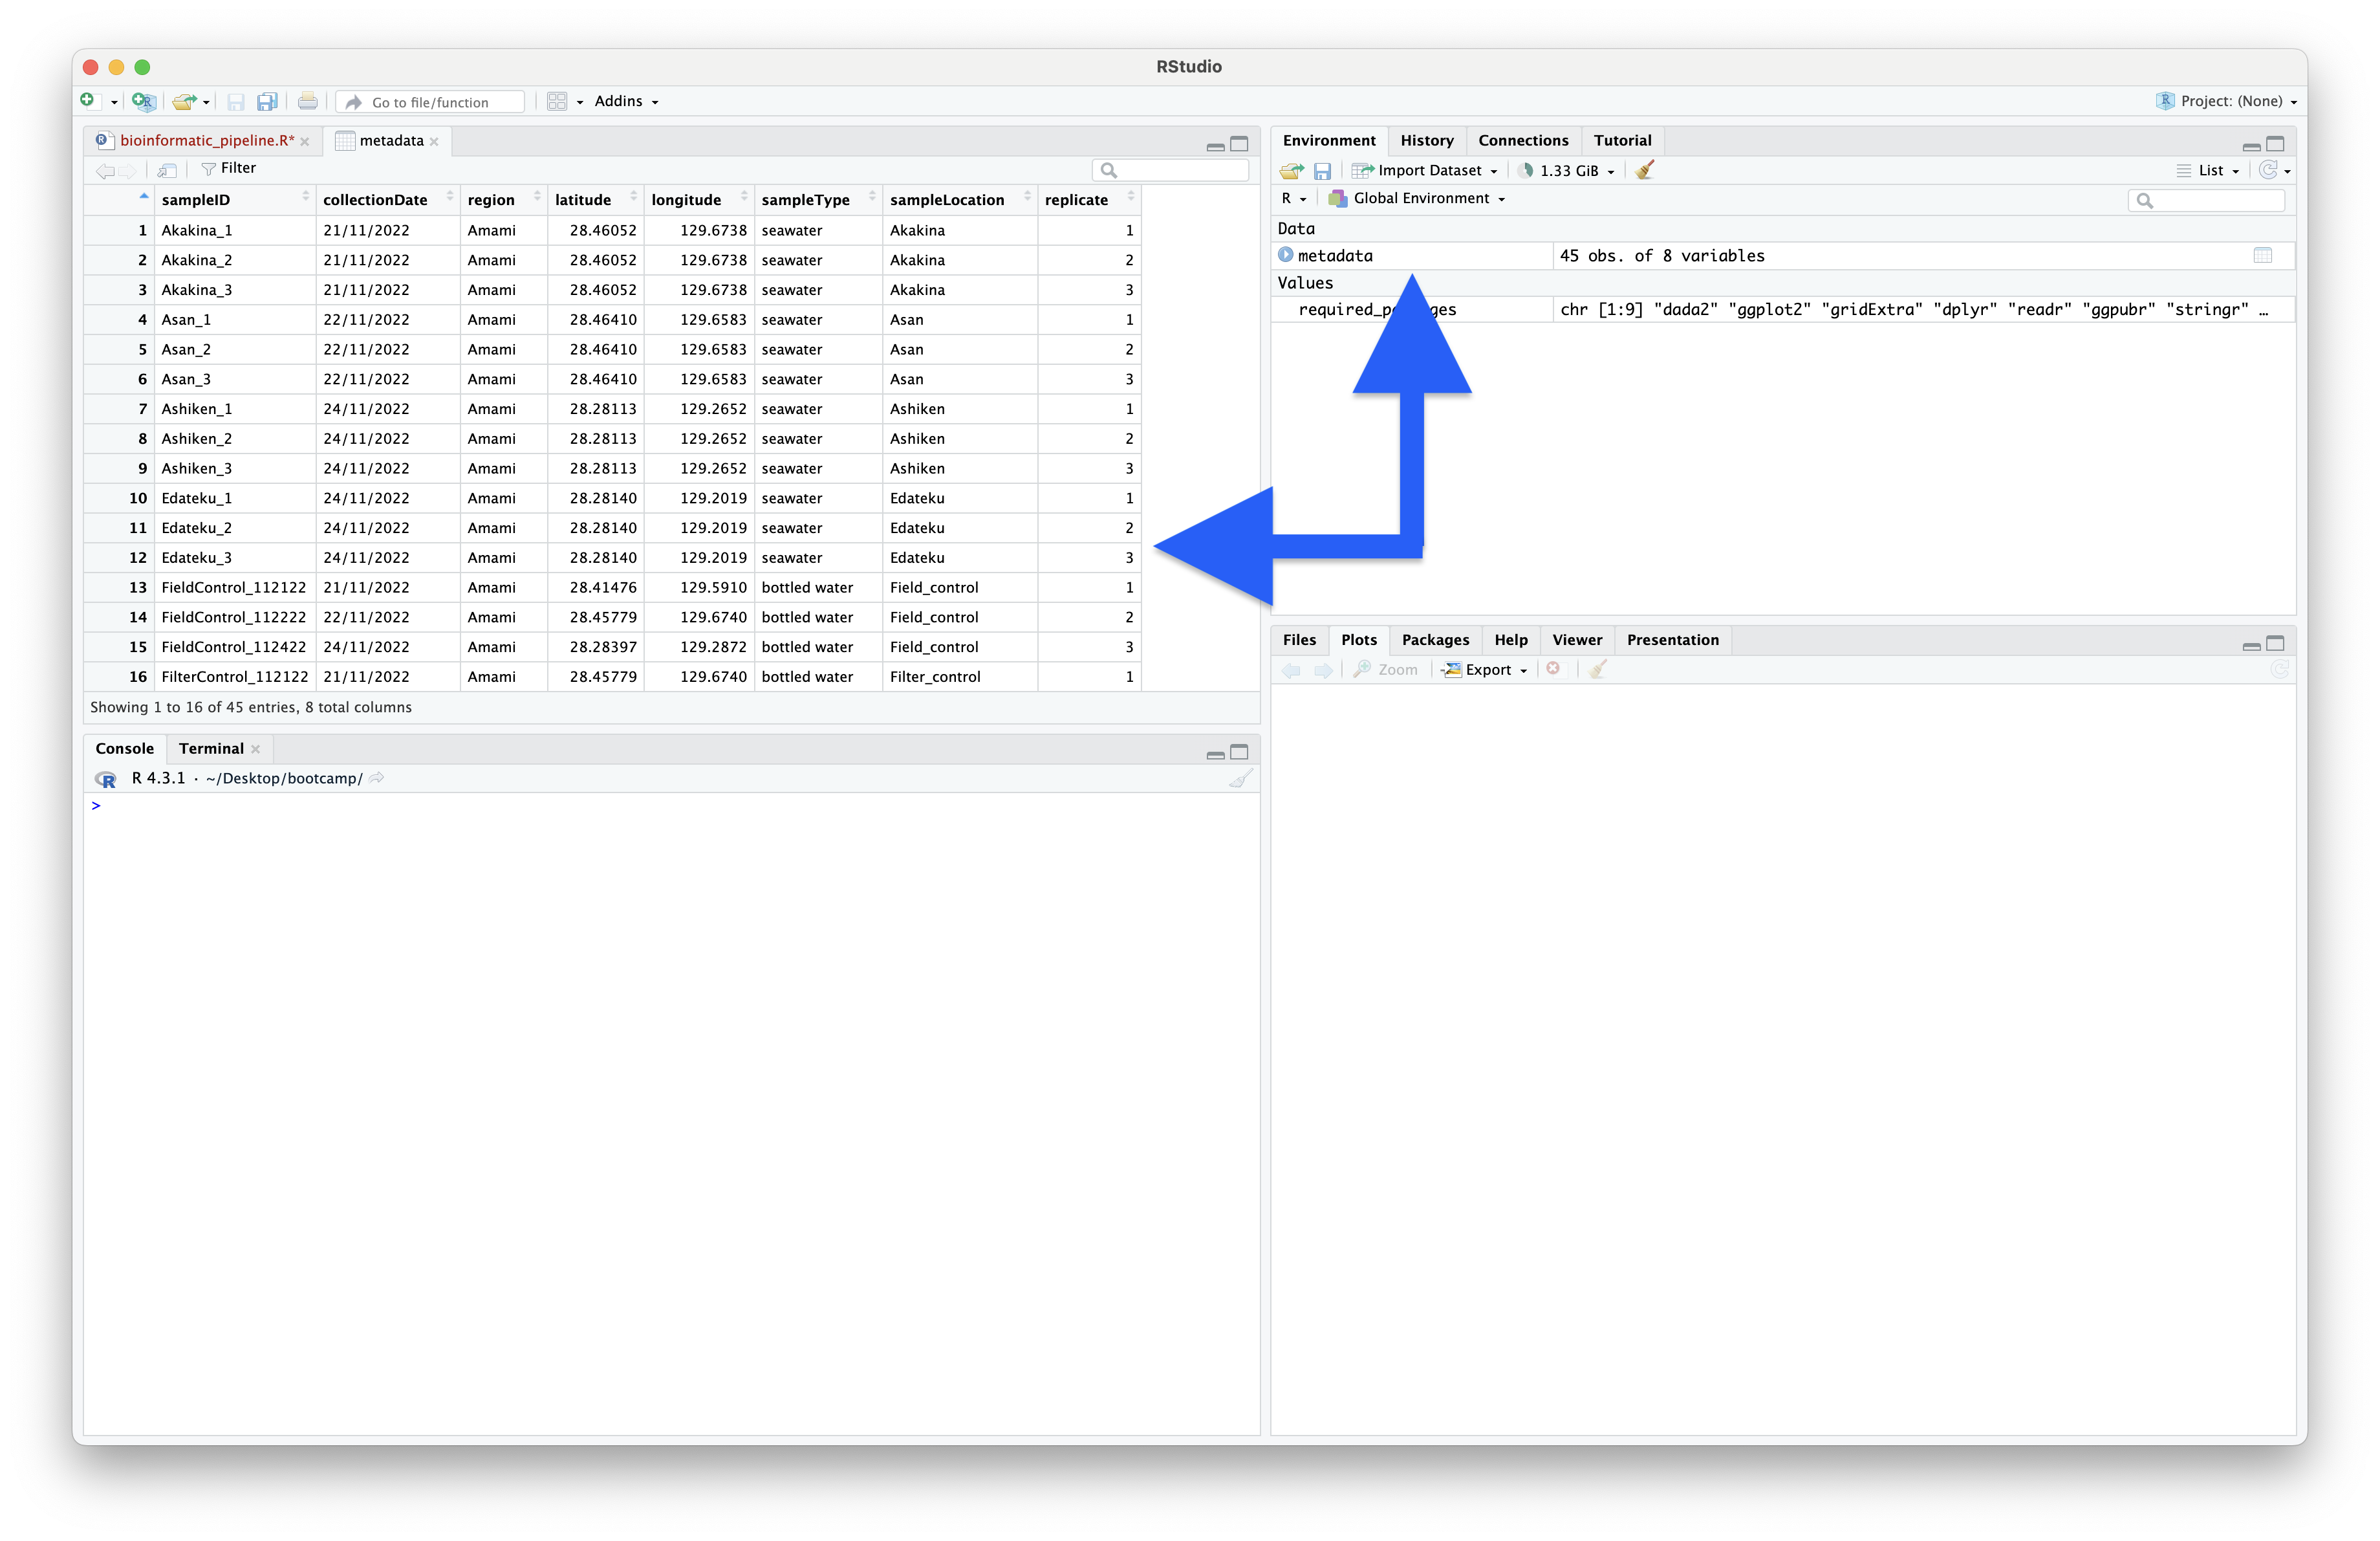 RStudio
Go to file/function Addins Project: (None)
bioinformatic_pipeline.R* metadata
Filter
sampleID collectionDate region latitude longitude sampleType sampleLocation replicate
1 Akakina_1 21/11/2022 Amami 28.46052 129.6738 seawater Akakina 1
2 Akakina_2 21/11/2022 Amami 28.46052 129.6738 seawater Akakina 2
3 Akakina_3 21/11/2022 Amami 28.46052 129.6738 seawater Akakina 3
4 Asan_1 22/11/2022 Amami 28.46410 129.6583 seawater Asan 1
5 Asan_2 22/11/2022 Amami 28.46410 129.6583 seawater Asan 2
6 Asan_3 22/11/2022 Amami 28.46410 129.6583 seawater Asan 3
7 Ashiken_1 24/11/2022 Amami 28.28113 129.2652 seawater Ashiken 1
8 Ashiken_2 24/11/2022 Amami 28.28113 129.2652 seawater Ashiken 2
9 Ashiken_3 24/11/2022 Amami 28.28113 129.2652 seawater Ashiken 3
10 Edateku_1 24/11/2022 Amami 28.28140 129.2019 seawater Edateku 1
11 Edateku_2 24/11/2022 Amami 28.28140 129.2019 seawater Edateku 2
12 Edateku_3 24/11/2022 Amami 28.28140 129.2019 seawater Edateku 3
13 FieldControl_112122 21/11/2022 Amami 28.41476 129.5910 bottled water Field_control 1
14 FieldControl_112222 22/11/2022 Amami 28.45779 129.6740 bottled water Field_control 2
15 FieldControl_112422 24/11/2022 Amami 28.28397 129.2872 bottled water Field_control 3
16 FilterControl_112122 21/11/2022 Amami 28.45779 129.6740 bottled water Filter_control 1
Showing 1 to 16 of 45 entries, 8 total columns
Console Terminal
R 4.3.1 · ~/Desktop/bootcamp/
>
Environment History Connections Tutorial
Import Dataset 1.33 GiB List
R Global Environment
Data
metadata 45 obs. of 8 variables
Values
chr [1:9] "dada2" "ggplot2" "gridExtra" "dplyr" "readr" "ggpubr" "stringr" …
Files Plots Packages Help Viewer Presentation
Zoom Export